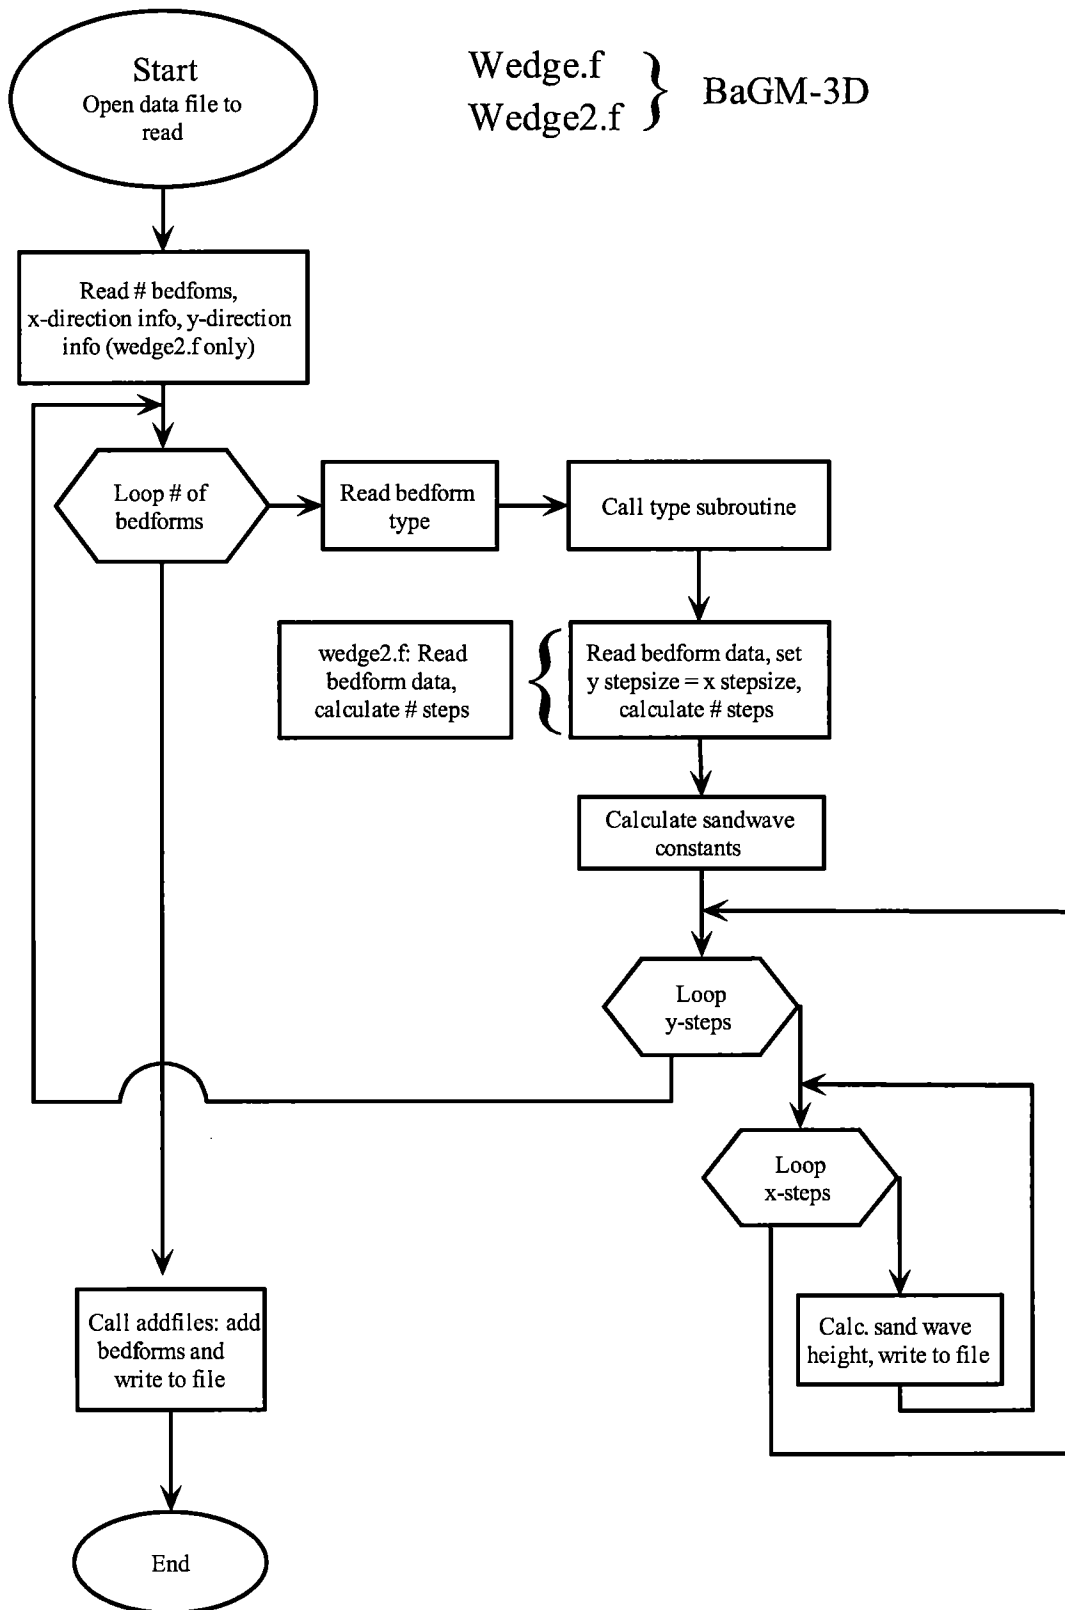 Start
Open data file to
read
Wedge.f
Wedge2.f
BaGM-3D
Read # bedfoms,
x-direction info, y-direction
info (wedge2.f only)
Loop # of
bedforms
Read bedform
type
Call type subroutine
wedge2.f: Read
bedform data,
calculate # steps
Read bedform data, set
y stepsize = x stepsize,
calculate # steps
Calculate sandwave
constants
Loop
y-steps
Loop
x-steps
Calc. sand wave
height, write to file
Call addfiles: add
bedforms and
write to file
End